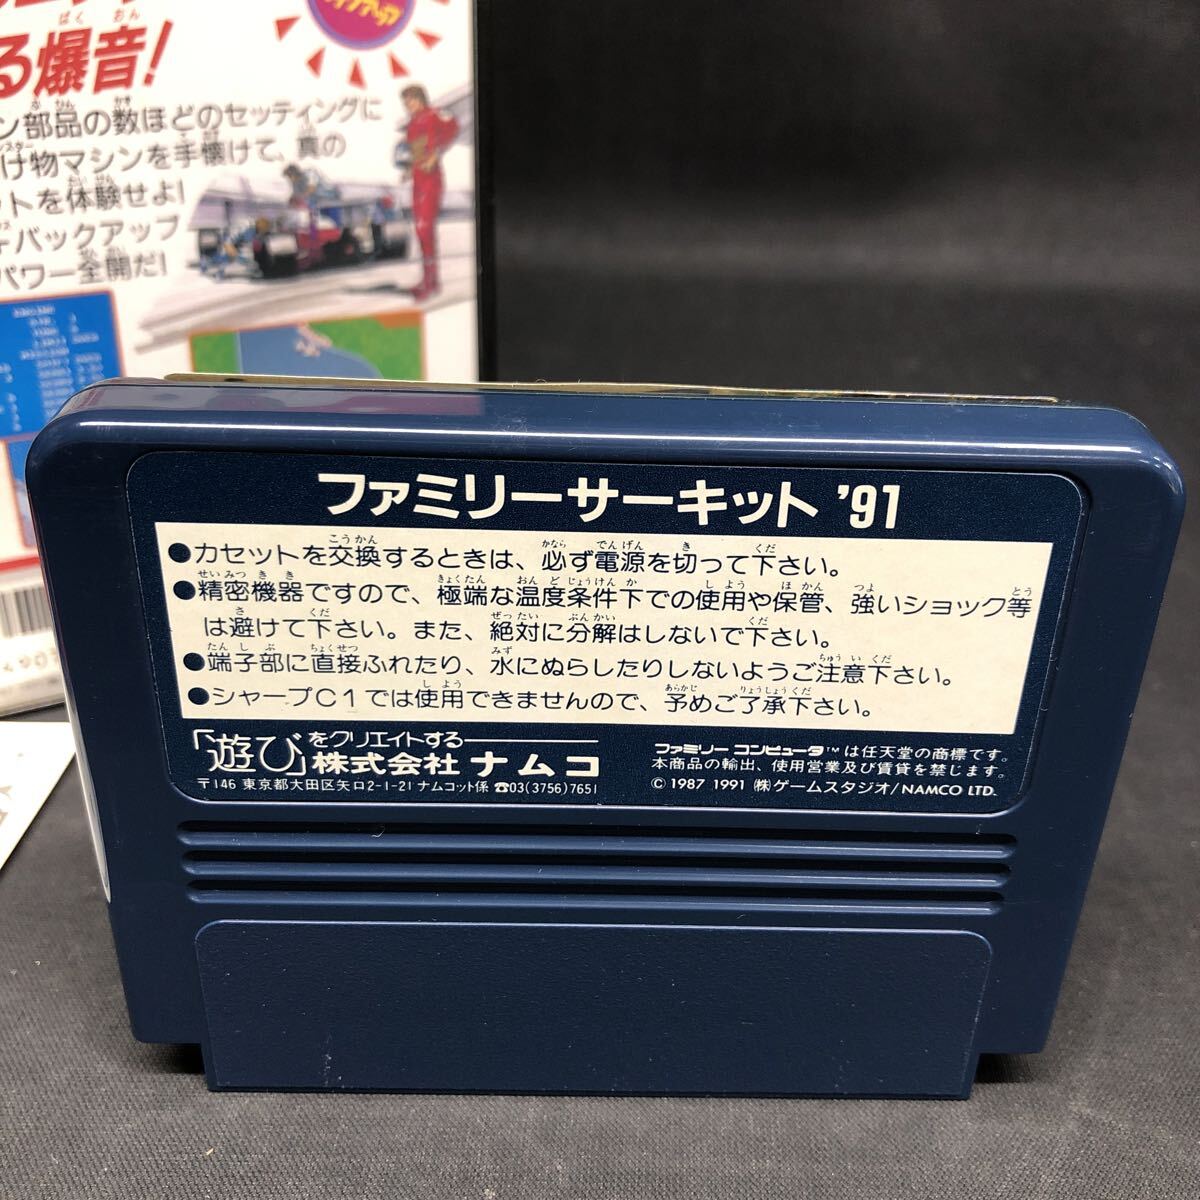 る爆音!
ばく おん
ン部品の数ほどのセッティングに
け物マシンを手懐けて、真の
ットを体験せよ!
バックアップ
パワー全開だ!
ファミリーサーキット '91
●カセットを交換するときは、必ず電源を切って下さい。
●精密機器ですので、極端な温度条件下での使用や保管、強いショック等
は避けて下さい。また、絶対に分解はしないで下さい。
●端子部に直接ふれたり、水にぬらしたりしないようご注意下さい。
●シャープC1では使用できませんので、予めご了承下さい。
「遊び」をクリエイトする
株式会社ナムコ
〒146 東京都大田区矢口2-1-21 ナムコット係 ☎03(3756)7651
ファミリーコンピュータ™は任天堂の商標です。
本商品の輸出、使用営業及び賃貸を禁じます。
© 1987 1991 ㈱ゲームスタジオ/NAMCO LTD.